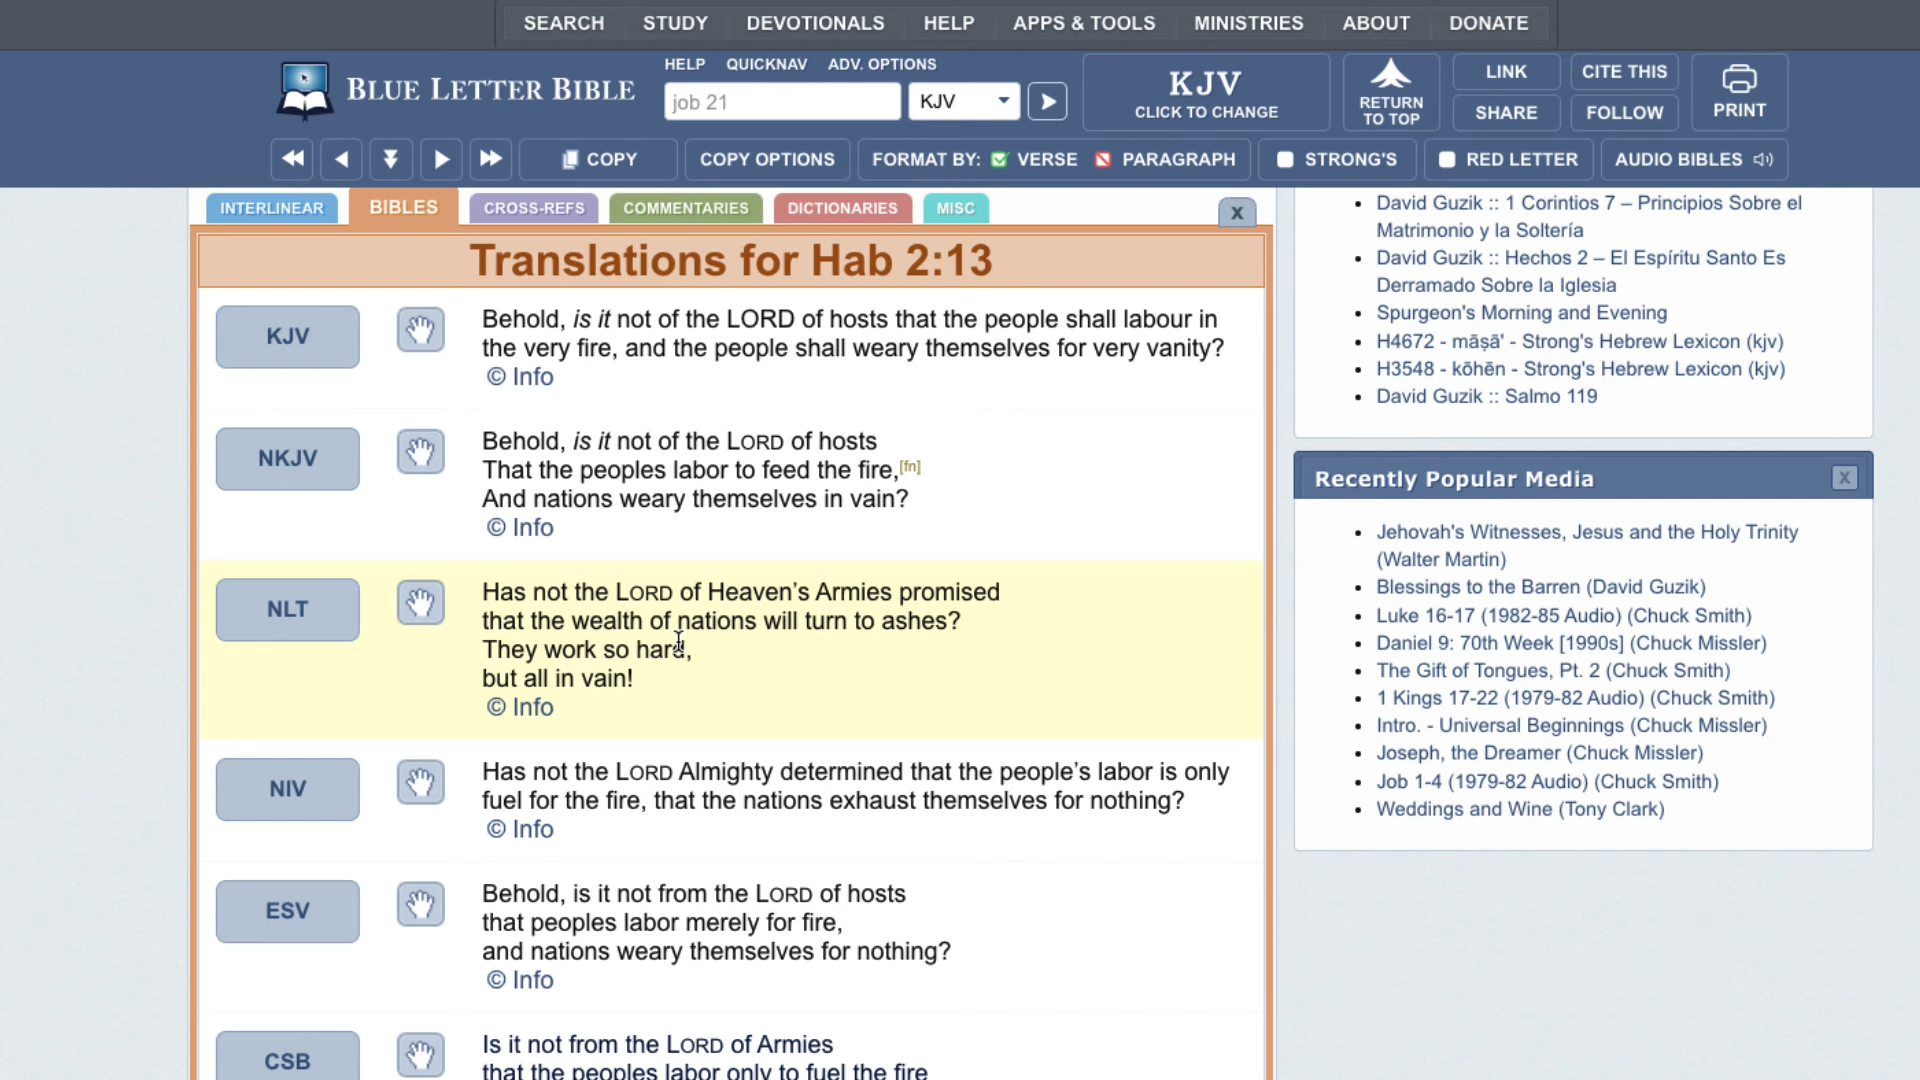 SEARCH STUDY DEVOTIONALS HELP APPS & TOOLS MINISTRIES ABOUT DONATE
BLUE LETTER BIBLE
HELP QUICKNAV ADV. OPTIONS
job 21
KJV
KJV
CLICK TO CHANGE
RETURN
TO TOP
LINK
CITE THIS
SHARE
FOLLOW
PRINT
COPY
COPY OPTIONS
FORMAT BY: VERSE PARAGRAPH
STRONG'S
RED LETTER
AUDIO BIBLES
INTERLINEAR
BIBLES
CROSS-REFS
COMMENTARIES
DICTIONARIES
MISC
X
Translations for Hab 2:13
KJV
Behold, is it not of the LORD of hosts that the people shall labour in
the very fire, and the people shall weary themselves for very vanity?
© Info
NKJV
Behold, is it not of the LORD of hosts
That the peoples labor to feed the fire,[fn]
And nations weary themselves in vain?
© Info
NLT
Has not the LORD of Heaven’s Armies promised
that the wealth of nations will turn to ashes?
They work so hard,
but all in vain!
© Info
NIV
Has not the LORD Almighty determined that the people’s labor is only
fuel for the fire, that the nations exhaust themselves for nothing?
© Info
ESV
Behold, is it not from the LORD of hosts
that peoples labor merely for fire,
and nations weary themselves for nothing?
© Info
CSB
Is it not from the LORD of Armies
that the peoples labor only to fuel the fire
David Guzik :: 1 Corintios 7 – Principios Sobre el
Matrimonio y la Soltería
David Guzik :: Hechos 2 – El Espíritu Santo Es
Derramado Sobre la Iglesia
Spurgeon's Morning and Evening
H4672 - māṣā' - Strong's Hebrew Lexicon (kjv)
H3548 - kōhēn - Strong's Hebrew Lexicon (kjv)
David Guzik :: Salmo 119
Recently Popular Media
X
Jehovah's Witnesses, Jesus and the Holy Trinity
(Walter Martin)
Blessings to the Barren (David Guzik)
Luke 16-17 (1982-85 Audio) (Chuck Smith)
Daniel 9: 70th Week [1990s] (Chuck Missler)
The Gift of Tongues, Pt. 2 (Chuck Smith)
1 Kings 17-22 (1979-82 Audio) (Chuck Smith)
Intro. - Universal Beginnings (Chuck Missler)
Joseph, the Dreamer (Chuck Missler)
Job 1-4 (1979-82 Audio) (Chuck Smith)
Weddings and Wine (Tony Clark)